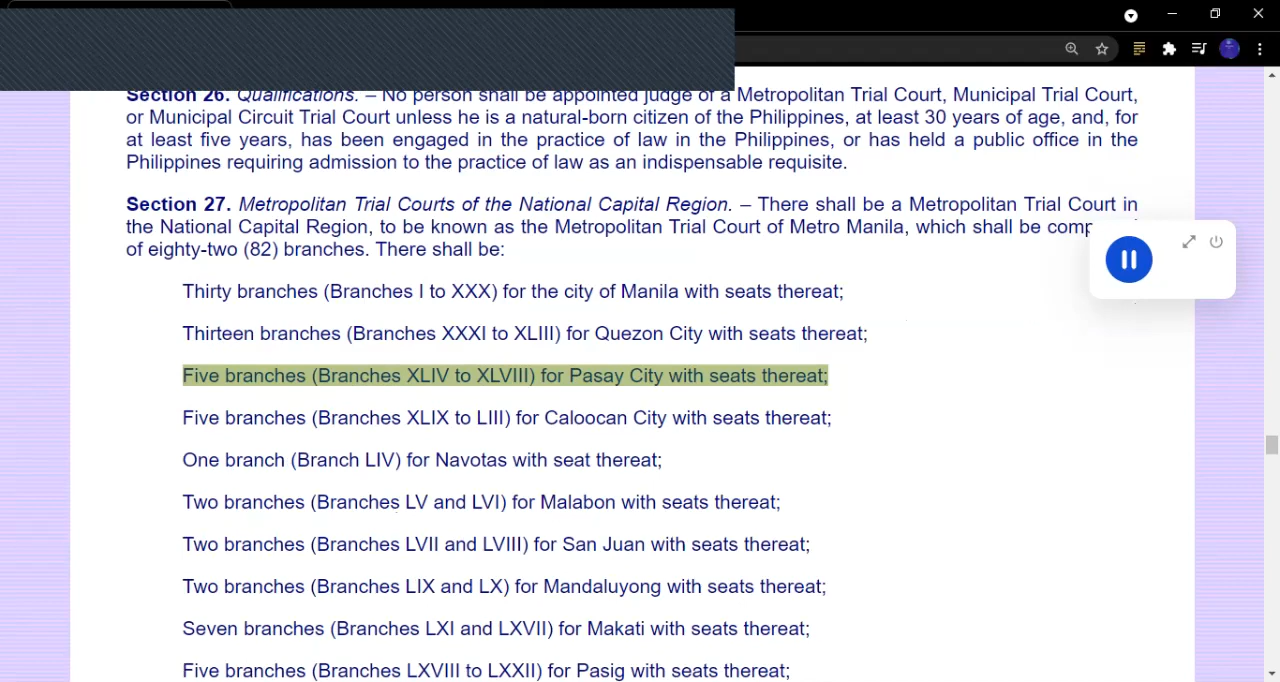 Section 26. Qualifications. – No person shall be appointed judge of a Metropolitan Trial Court, Municipal Trial Court,
or Municipal Circuit Trial Court unless he is a natural-born citizen of the Philippines, at least 30 years of age, and, for
at least five years, has been engaged in the practice of law in the Philippines, or has held a public office in the
Philippines requiring admission to the practice of law as an indispensable requisite.
Section 27. Metropolitan Trial Courts of the National Capital Region. – There shall be a Metropolitan Trial Court in
the National Capital Region, to be known as the Metropolitan Trial Court of Metro Manila, which shall be
of eighty-two (82) branches. There shall be:
Thirty branches (Branches I to XXX) for the city of Manila with seats thereat;
Thirteen branches (Branches XXXI to XLIII) for Quezon City with seats thereat;
Five branches (Branches XLIV to XLVIII) for Pasay City with seats thereat;
Five branches (Branches XLIX to LIII) for Caloocan City with seats thereat;
One branch (Branch LIV) for Navotas with seat thereat;
Two branches (Branches LV and LVI) for Malabon with seats thereat;
Two branches (Branches LVII and LVIII) for San Juan with seats thereat;
Two branches (Branches LIX and LX) for Mandaluyong with seats thereat;
Seven branches (Branches LXI and LXVII) for Makati with seats thereat;
Five branches (Branches LXVIII to LXXII) for Pasig with seats thereat;